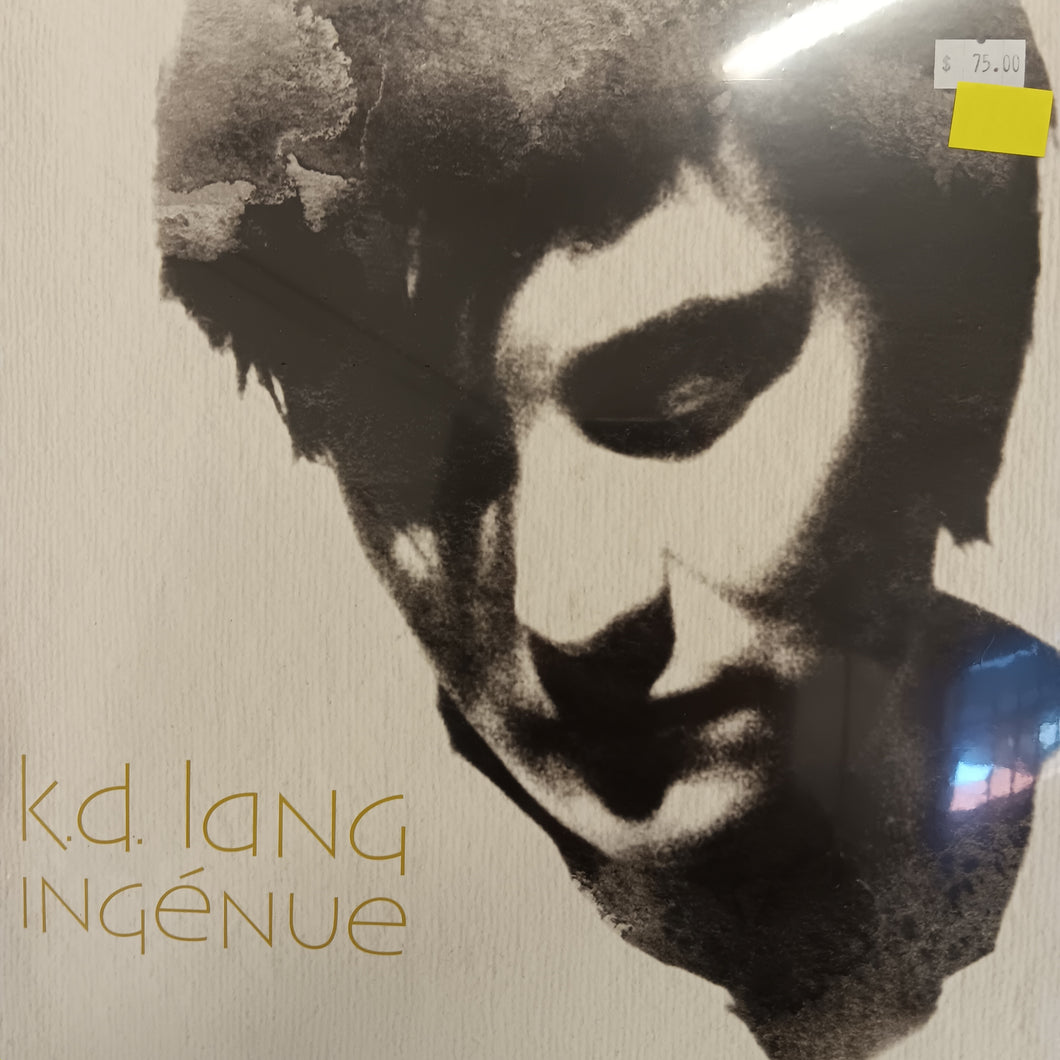 $ 75.00
k.d. lang
ingénue